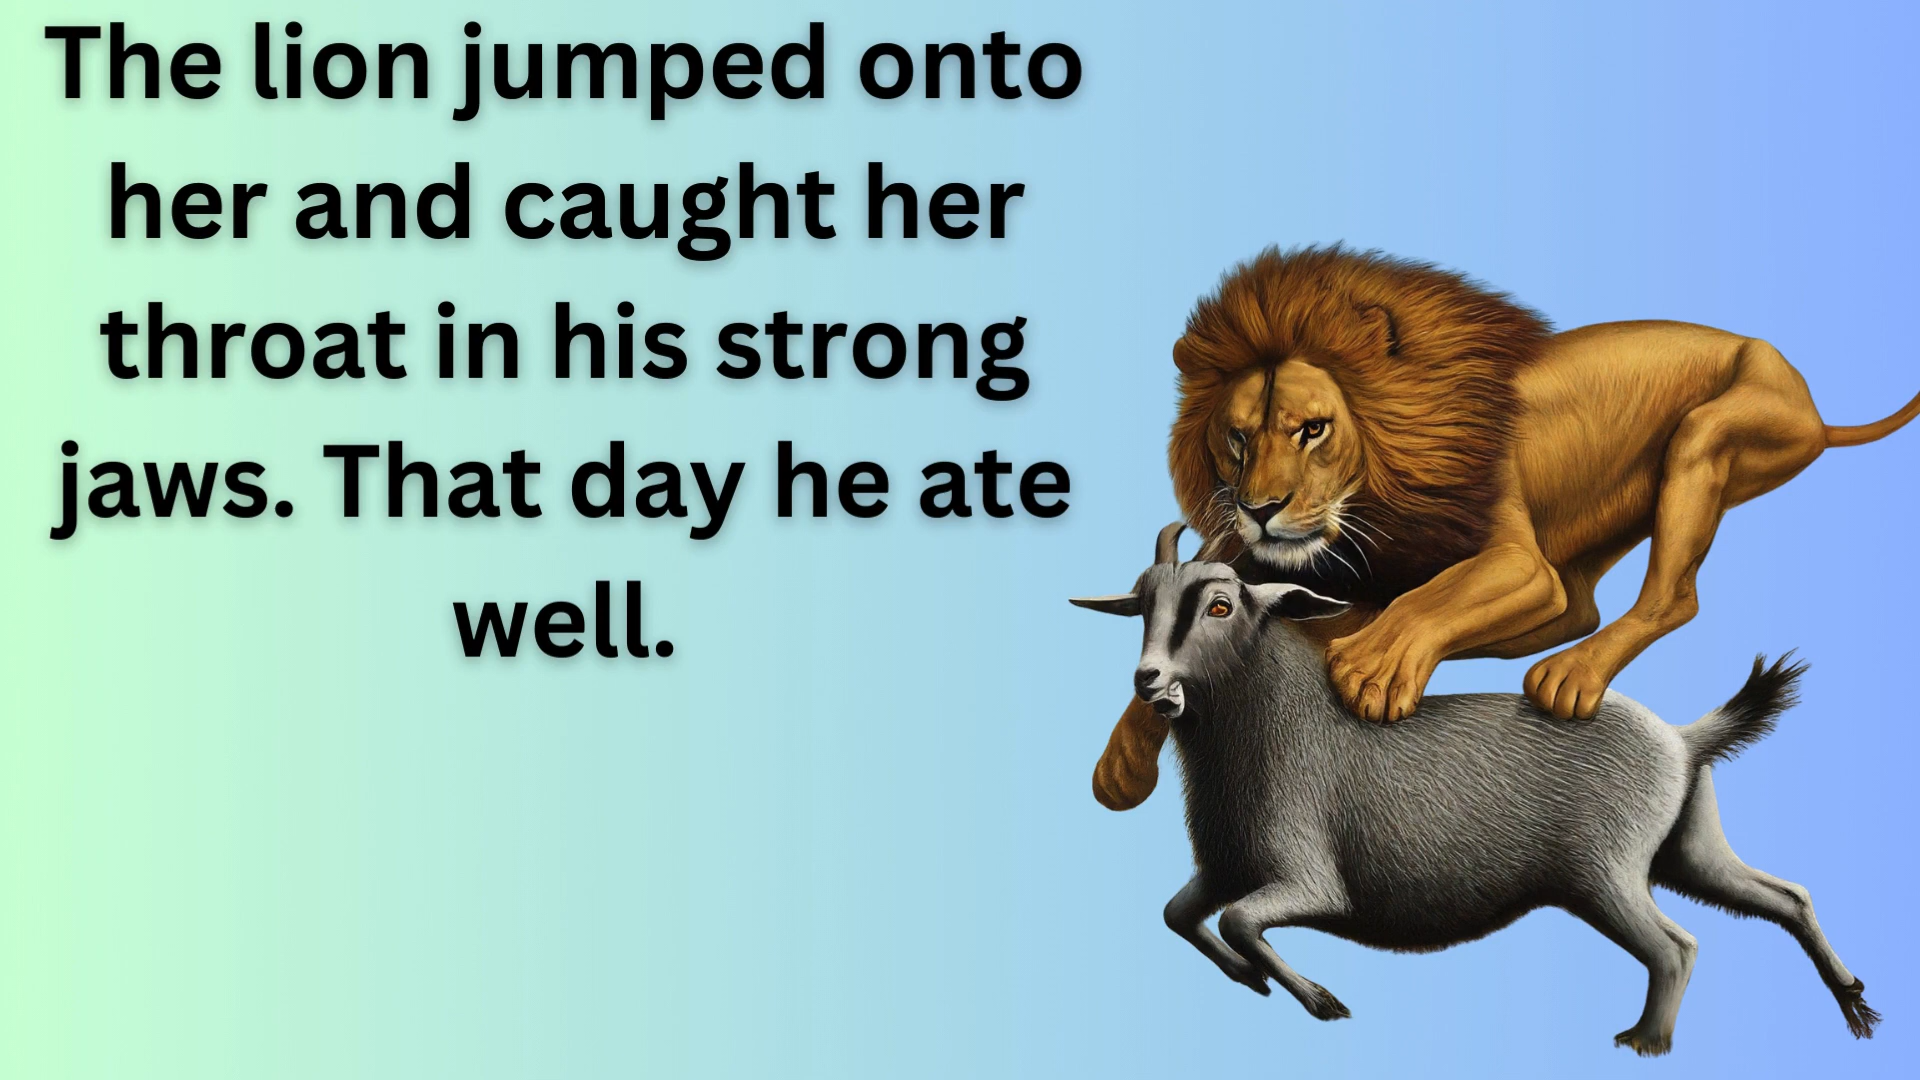 The lion jumped onto
her and caught her
throat in his strong
jaws. That day he ate
well.